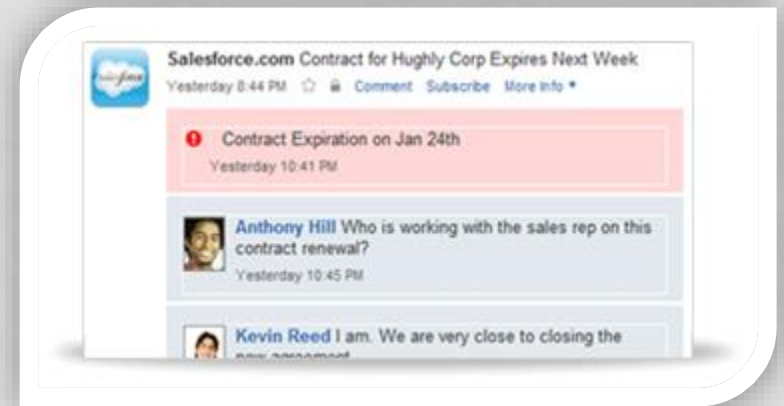 Salesforce.com Contract for Hughly Corp Expires Next Week
Yesterday 8:44 PM Comment Subscribe More Info
Contract Expiration on Jan 24th
Yesterday 10:41 PM
Anthony Hill Who is working with the sales rep on this
contract renewal?
Yesterday 10:45 PM
Kevin Reed I am. We are very close to closing the
new agreement